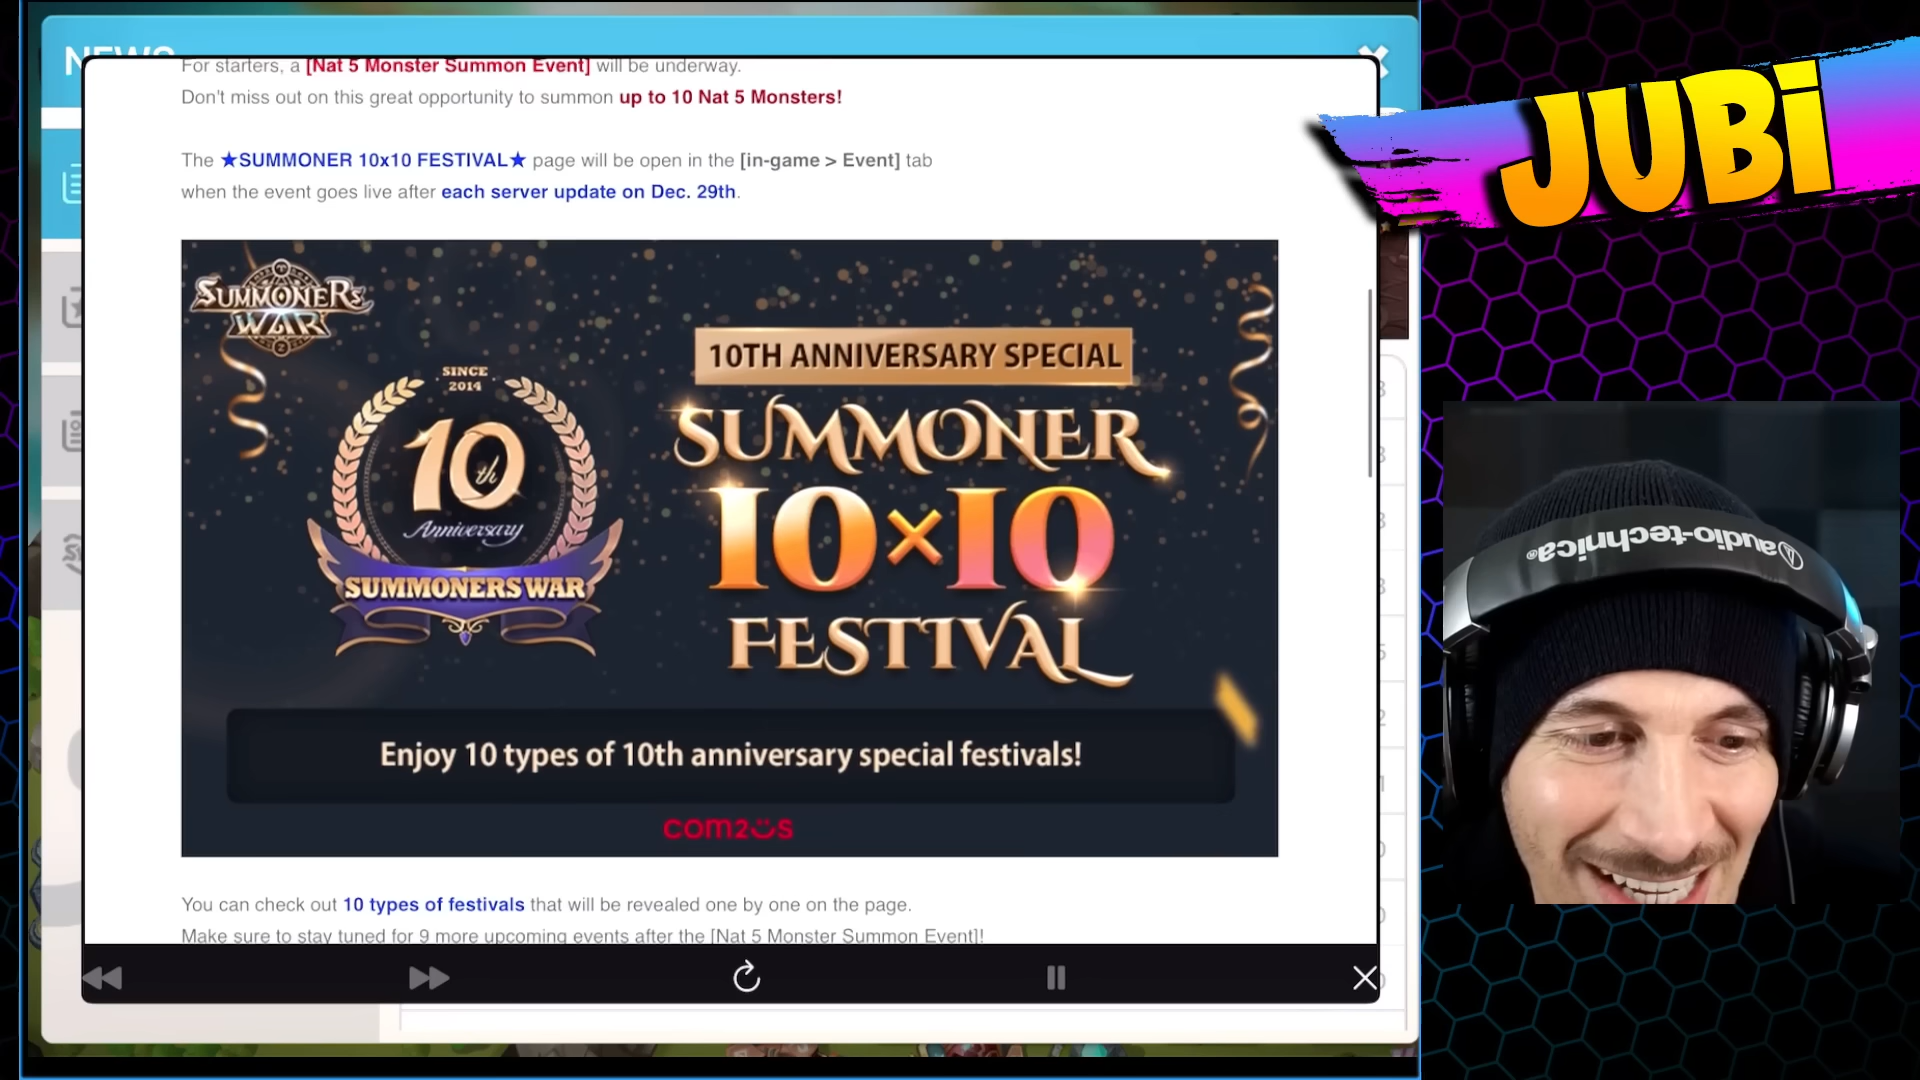 NEWS
For starters, a [Nat 5 Monster Summon Event] will be underway.
Don't miss out on this great opportunity to summon up to 10 Nat 5 Monsters!
The ★SUMMONER 10x10 FESTIVAL★ page will be open in the [in-game > Event] tab
when the event goes live after each server update on Dec. 29th.
JUBi
SUMMONERS
WAR
SINCE
2014
10th
Anniversary
SUMMONERS WAR
10TH ANNIVERSARY SPECIAL
SUMMONER
10×10
FESTIVAL
Enjoy 10 types of 10th anniversary special festivals!
com2us
audio-technica®
You can check out 10 types of festivals that will be revealed one by one on the page.
Make sure to stay tuned for 9 more upcoming events after the [Nat 5 Monster Summon Event]!